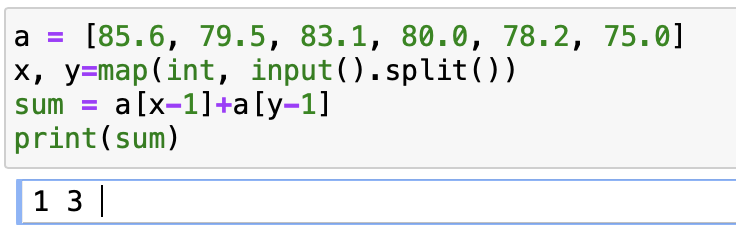 a = [85.6, 79.5, 83.1, 80.0, 78.2, 75.0]
x, y=map(int, input().split())
sum = a[x-1]+a[y-1]
print(sum)
1 3